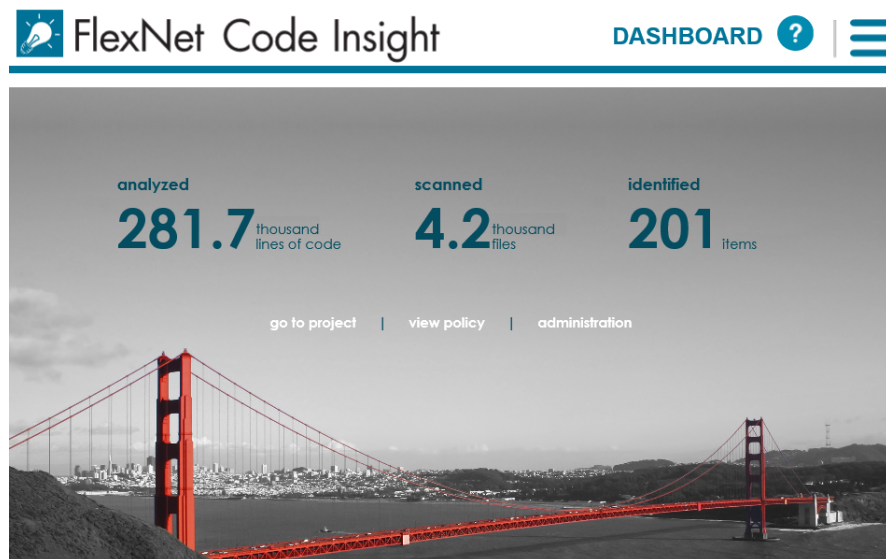 FlexNet Code Insight
DASHBOARD ?
analyzed
281.7 thousand
lines of code
scanned
4.2 thousand
files
identified
201 items
go to project | view policy | administration